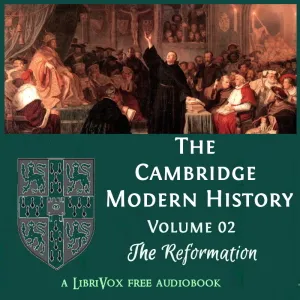 The
Cambridge
Modern History
Volume 02
The Reformation
a LibriVox free audiobook